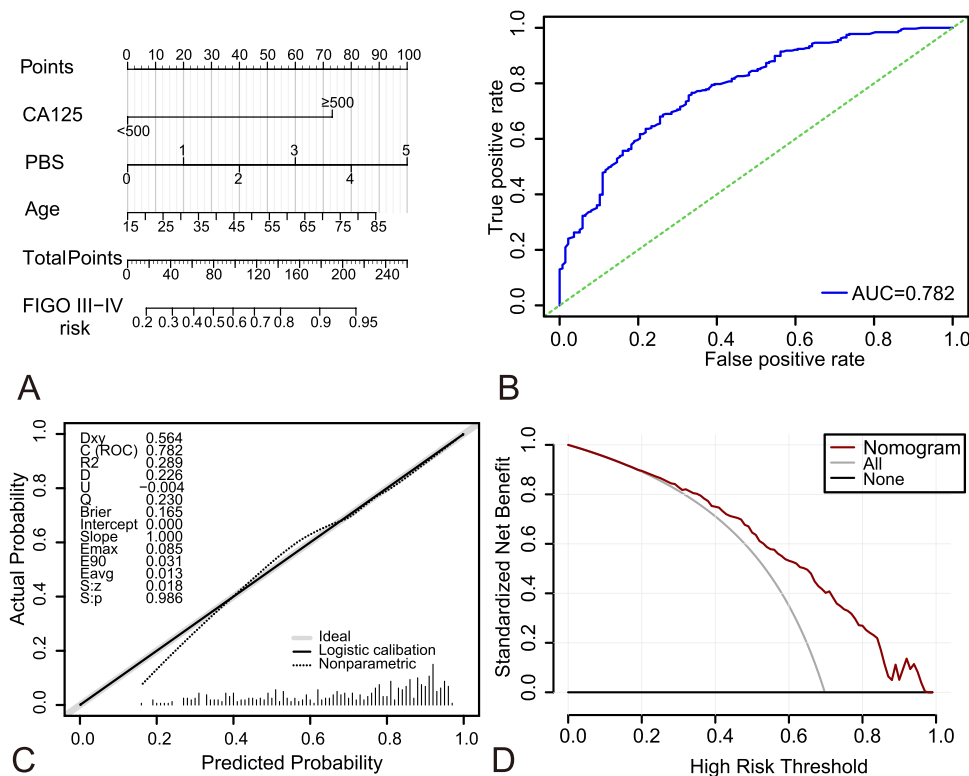 0 10 20 30 40 50 60 70 80 90 100
Points
CA125
≥500
<500
PBS
1 3 5
0 2 4
Age
15 25 35 45 55 65 75 85
TotalPoints
0 40 80 120 160 200 240
FIGO III−IV
risk
0.2 0.3 0.4 0.5 0.6 0.7 0.8 0.9 0.95
A
True positive rate
1.0
0.8
0.6
0.4
0.2
0.0
AUC=0.782
0.0 0.2 0.4 0.6 0.8 1.0
False positive rate
B
Actual Probability
1.0
0.8
0.6
0.4
0.2
0.0
Dxy 0.564
C (ROC) 0.782
R2 0.289
D 0.226
U −0.004
Q 0.230
Brier 0.165
Intercept 0.000
Slope 1.000
Emax 0.085
E90 0.031
Eavg 0.013
S:z 0.018
S:p 0.986
Ideal
Logistic calibation
Nonparametric
0.0 0.2 0.4 0.6 0.8 1.0
Predicted Probability
C
Standardized Net Benefit
1.0
0.8
0.6
0.4
0.2
0.0
Nomogram
All
None
0.0 0.2 0.4 0.6 0.8 1.0
High Risk Threshold
D